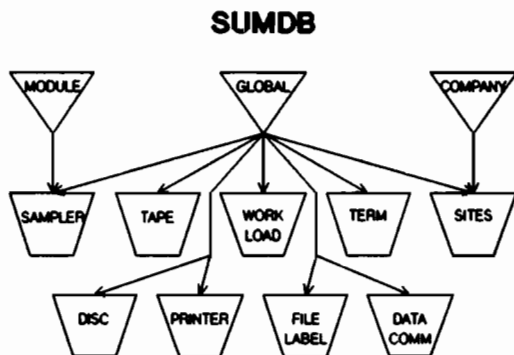 SUMDB
MODULE
GLOBAL
COMPANY
SAMPLER
TAPE
WORK
LOAD
TERM
SITES
DISC
PRINTER
FILE
LABEL
DATA
COMM